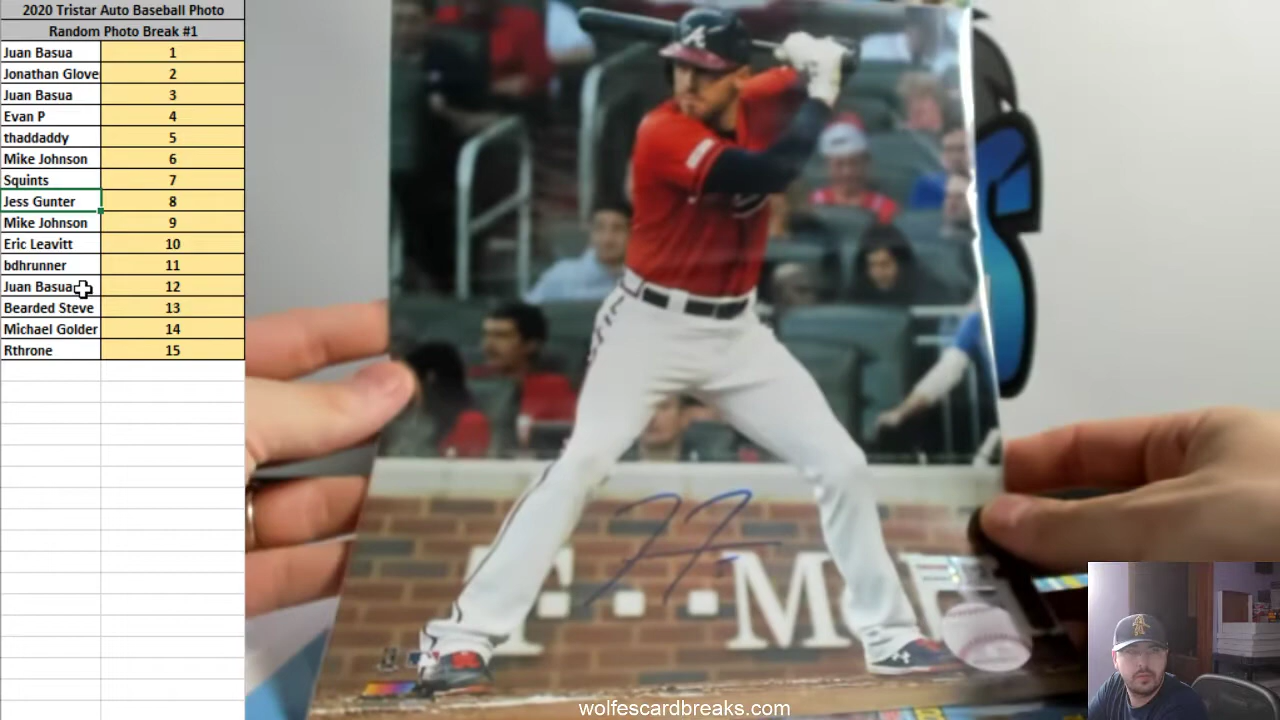 2020 Tristar Auto Baseball Photo
Random Photo Break #1
Juan Basua 1
Jonathan Glove 2
Juan Basua 3
Evan P 4
thaddaddy 5
Mike Johnson 6
Squints 7
Jess Gunter 8
Mike Johnson 9
Eric Leavitt 10
bdhrunner 11
Juan Basua 12
Bearded Steve 13
Michael Golder 14
Rthrone 15
A
T M
wolfescardbreaks.com